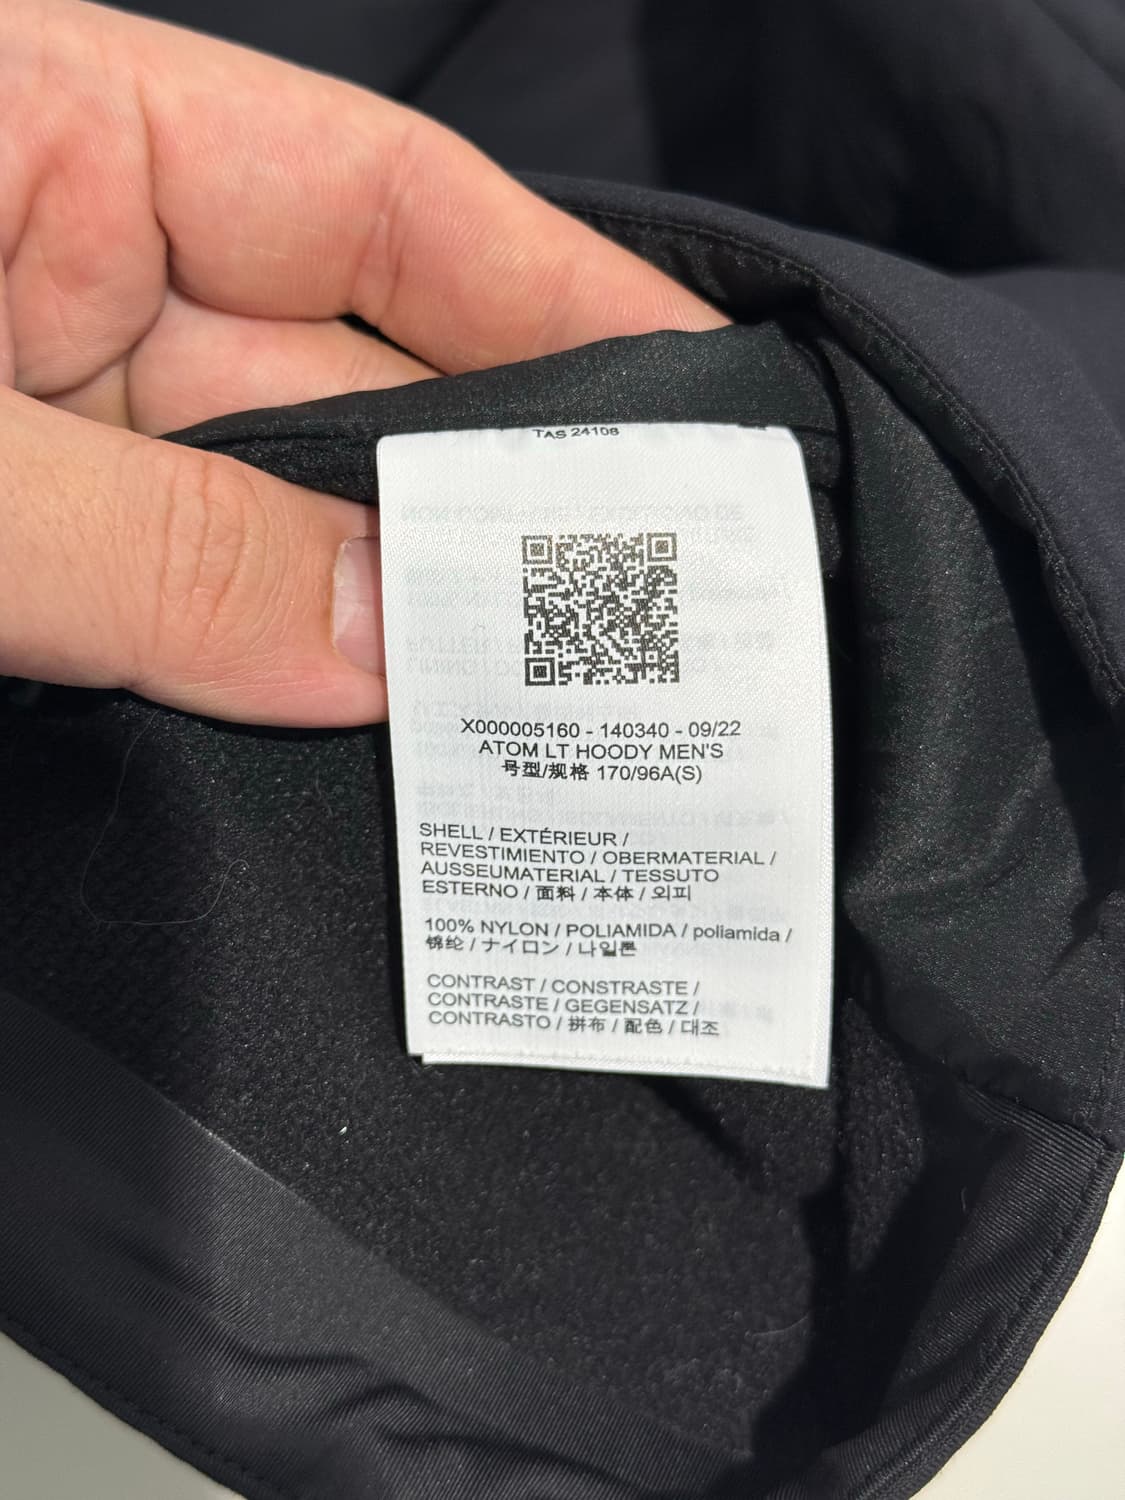 TAS 24108
X000005160 - 140340 - 09/22
ATOM LT HOODY MEN'S
号型/规格 170/96A(S)
SHELL / EXTÉRIEUR /
REVESTIMIENTO / OBERMATERIAL /
AUSSEUMATERIAL / TESSUTO
ESTERNO / 面料 / 本体 / 외피
100% NYLON / POLIAMIDA / poliamida /
锦纶 / ナイロン / 나일론
CONTRAST / CONSTRASTE /
CONTRASTE / GEGENSATZ /
CONTRASTO / 拼布 / 配色 / 대조